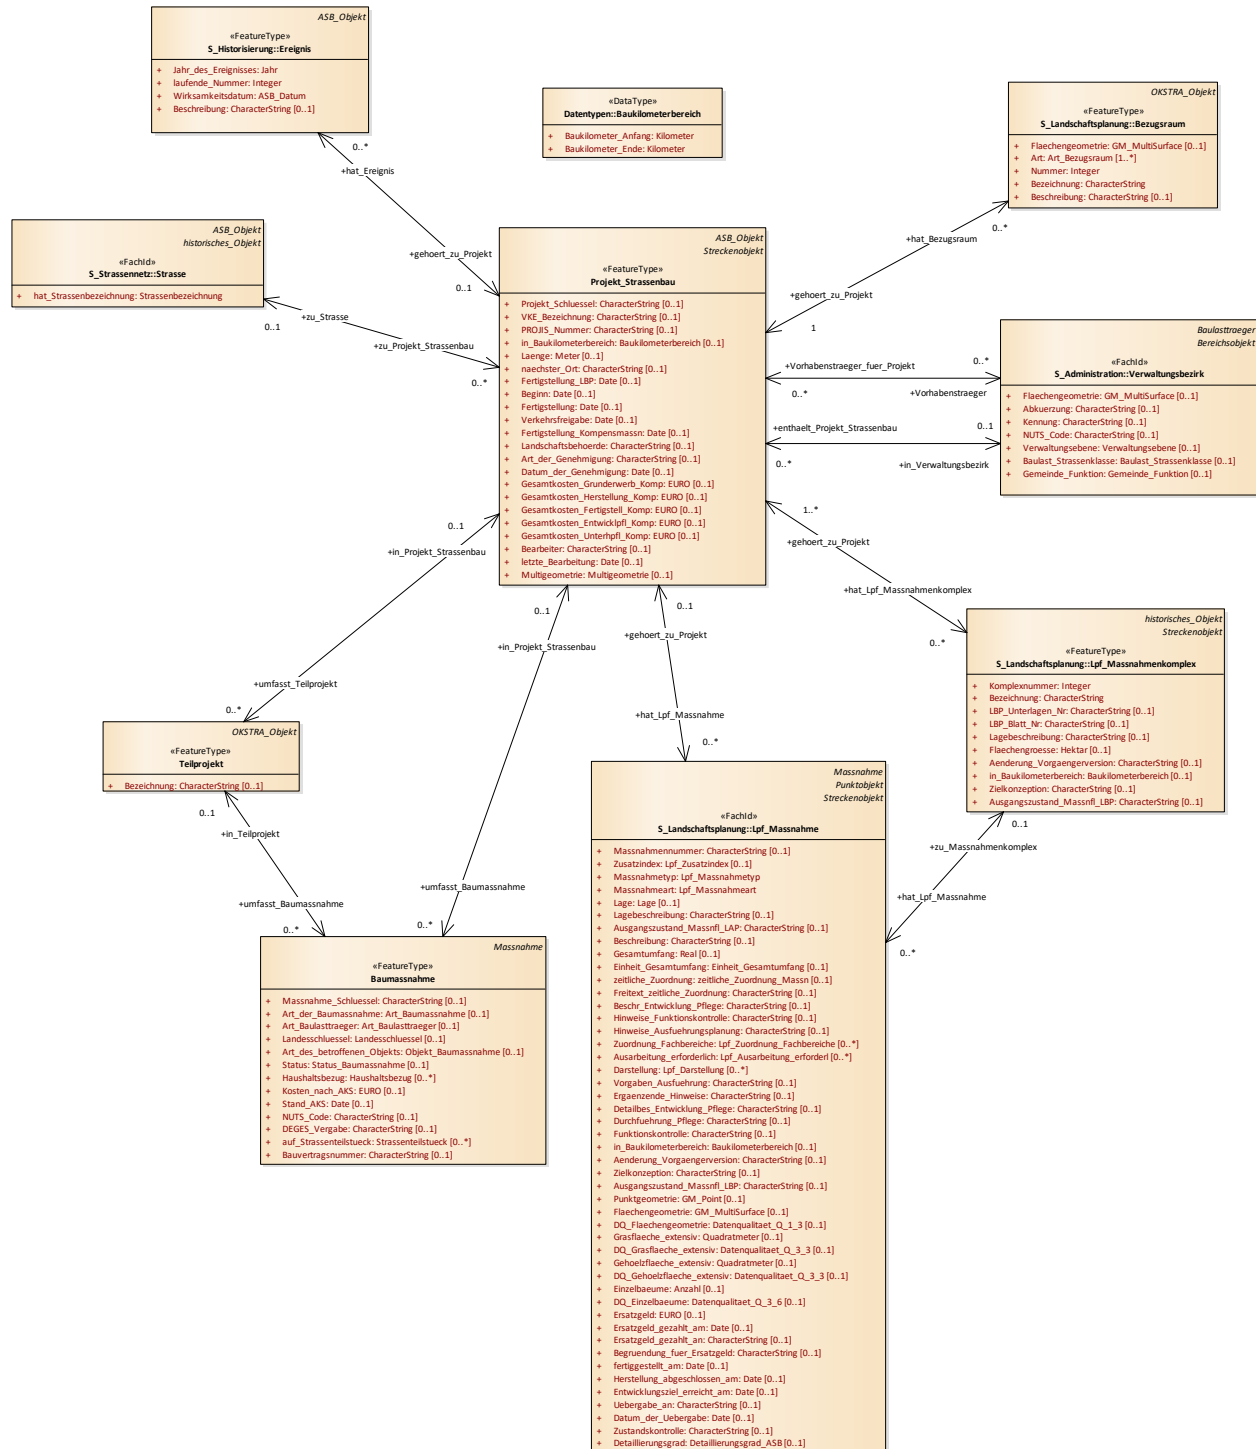 ASB_Objekt
«FeatureType»
S_Historisierung::Ereignis
+ Jahr_des_Ereignisses: Jahr
+ laufende_Nummer: Integer
+ Wirksamkeitsdatum: ASB_Datum
+ Beschreibung: CharacterString [0..1]
«DataType»
Datentypen::Baukilometerbereich
+ Baukilometer_Anfang: Kilometer
+ Baukilometer_Ende: Kilometer
OKSTRA_Objekt
«FeatureType»
S_Landschaftsplanung::Bezugsraum
+ Flaechengeometrie: GM_MultiSurface [0..1]
+ Art: Art_Bezugsraum [1..*]
+ Nummer: Integer
+ Bezeichnung: CharacterString
+ Beschreibung: CharacterString [0..1]
0..*
+hat_Ereignis
+gehoert_zu_Projekt
0..1
0..*
+hat_Bezugsraum
+gehoert_zu_Projekt
1
ASB_Objekt
historisches_Objekt
«FachId»
S_Strassennetz::Strasse
+ hat_Strassenbezeichnung: Strassenbezeichnung
0..1
+zu_Strasse
+zu_Projekt_Strassenbau
0..*
ASB_Objekt
Streckenobjekt
«FeatureType»
Projekt_Strassenbau
+ Projekt_Schluessel: CharacterString [0..1]
+ VKE_Bezeichnung: CharacterString [0..1]
+ PROJIS_Nummer: CharacterString [0..1]
+ in_Baukilometerbereich: Baukilometerbereich [0..1]
+ Laenge: Meter [0..1]
+ naechster_Ort: CharacterString [0..1]
+ Fertigstellung_LBP: Date [0..1]
+ Beginn: Date [0..1]
+ Fertigstellung: Date [0..1]
+ Verkehrsfreigabe: Date [0..1]
+ Fertigstellung_Kompensmassn: Date [0..1]
+ Landschaftsbehoerde: CharacterString [0..1]
+ Art_der_Genehmigung: CharacterString [0..1]
+ Datum_der_Genehmigung: Date [0..1]
+ Gesamtkosten_Grunderwerb_Komp: EURO [0..1]
+ Gesamtkosten_Herstellung_Komp: EURO [0..1]
+ Gesamtkosten_Fertigstell_Komp: EURO [0..1]
+ Gesamtkosten_Entwicklpfl_Komp: EURO [0..1]
+ Gesamtkosten_Unterhpfl_Komp: EURO [0..1]
+ Bearbeiter: CharacterString [0..1]
+ letzte_Bearbeitung: Date [0..1]
+ Multigeometrie: Multigeometrie [0..1]
Baulasttraeger
Bereichsobjekt
«FachId»
S_Administration::Verwaltungsbezirk
+ Flaechengeometrie: GM_MultiSurface [0..1]
+ Abkuerzung: CharacterString [0..1]
+ Kennung: CharacterString [0..1]
+ NUTS_Code: CharacterString [0..1]
+ Verwaltungsebene: Verwaltungsebene [0..1]
+ Baulast_Strassenklasse: Baulast_Strassenklasse [0..1]
+ Gemeinde_Funktion: Gemeinde_Funktion [0..1]
+Vorhabenstraeger_fuer_Projekt
0..*
0..*
+Vorhabenstraeger
+enthaelt_Projekt_Strassenbau
0..1
0..*
+in_Verwaltungsbezirk
1..*
+gehoert_zu_Projekt
+hat_Lpf_Massnahmenkomplex
0..*
0..1
+in_Projekt_Strassenbau
+umfasst_Teilprojekt
0..*
0..1
+in_Projekt_Strassenbau
+umfasst_Baumassnahme
0..*
0..1
+gehoert_zu_Projekt
+hat_Lpf_Massnahme
0..*
historisches_Objekt
Streckenobjekt
«FeatureType»
S_Landschaftsplanung::Lpf_Massnahmenkomplex
+ Komplexnummer: Integer
+ Bezeichnung: CharacterString
+ LBP_Unterlagen_Nr: CharacterString [0..1]
+ LBP_Blatt_Nr: CharacterString [0..1]
+ Lagebeschreibung: CharacterString [0..1]
+ Flaechengroesse: Hektar [0..1]
+ Aenderung_Vorgaengerversion: CharacterString [0..1]
+ in_Baukilometerbereich: Baukilometerbereich [0..1]
+ Zielkonzeption: CharacterString [0..1]
+ Ausgangszustand_Massnfl_LBP: CharacterString [0..1]
0..1
+zu_Massnahmenkomplex
+hat_Lpf_Massnahme
0..*
OKSTRA_Objekt
«FeatureType»
Teilprojekt
+ Bezeichnung: CharacterString [0..1]
0..1
+in_Teilprojekt
+umfasst_Baumassnahme
0..*
Massnahme
«FeatureType»
Baumassnahme
+ Massnahme_Schluessel: CharacterString [0..1]
+ Art_der_Baumassnahme: Art_Baumassnahme [0..1]
+ Art_Baulasttraeger: Art_Baulasttraeger [0..1]
+ Landesschluessel: Landesschluessel [0..1]
+ Art_des_betroffenen_Objekts: Objekt_Baumassnahme [0..1]
+ Status: Status_Baumassnahme [0..1]
+ Haushaltsbezug: Haushaltsbezug [0..*]
+ Kosten_nach_AKS: EURO [0..1]
+ Stand_AKS: Date [0..1]
+ NUTS_Code: CharacterString [0..1]
+ DEGES_Vergabe: CharacterString [0..1]
+ auf_Strassenteilstueck: Strassenteilstueck [0..*]
+ Bauvertragsnummer: CharacterString [0..1]
Massnahme
Punktobjekt
Streckenobjekt
«FachId»
S_Landschaftsplanung::Lpf_Massnahme
+ Massnahmennummer: CharacterString [0..1]
+ Zusatzindex: Lpf_Zusatzindex [0..1]
+ Massnahmetyp: Lpf_Massnahmetyp
+ Massnahmeart: Lpf_Massnahmeart
+ Lage: Lage [0..1]
+ Lagebeschreibung: CharacterString [0..1]
+ Ausgangszustand_Massnfl_LAP: CharacterString [0..1]
+ Beschreibung: CharacterString [0..1]
+ Gesamtumfang: Real [0..1]
+ Einheit_Gesamtumfang: Einheit_Gesamtumfang [0..1]
+ zeitliche_Zuordnung: zeitliche_Zuordnung_Massn [0..1]
+ Freitext_zeitliche_Zuordnung: CharacterString [0..1]
+ Beschr_Entwicklung_Pflege: CharacterString [0..1]
+ Hinweise_Funktionskontrolle: CharacterString [0..1]
+ Hinweise_Ausfuehrungsplanung: CharacterString [0..1]
+ Zuordnung_Fachbereiche: Lpf_Zuordnung_Fachbereiche [0..*]
+ Ausarbeitung_erforderlich: Lpf_Ausarbeitung_erforderl [0..*]
+ Darstellung: Lpf_Darstellung [0..*]
+ Vorgaben_Ausfuehrung: CharacterString [0..1]
+ Ergaenzende_Hinweise: CharacterString [0..1]
+ Detailbes_Entwicklung_Pflege: CharacterString [0..1]
+ Durchfuehrung_Pflege: CharacterString [0..1]
+ Funktionskontrolle: CharacterString [0..1]
+ in_Baukilometerbereich: Baukilometerbereich [0..1]
+ Aenderung_Vorgaengerversion: CharacterString [0..1]
+ Zielkonzeption: CharacterString [0..1]
+ Ausgangszustand_Massnfl_LBP: CharacterString [0..1]
+ Punktgeometrie: GM_Point [0..1]
+ Flaechengeometrie: GM_MultiSurface [0..1]
+ DQ_Flaechengeometrie: Datenqualitaet_Q_1_3 [0..1]
+ Grasflaeche_extensiv: Quadratmeter [0..1]
+ DQ_Grasflaeche_extensiv: Datenqualitaet_Q_3_3 [0..1]
+ Gehoelzflaeche_extensiv: Quadratmeter [0..1]
+ DQ_Gehoelzflaeche_extensiv: Datenqualitaet_Q_3_3 [0..1]
+ Einzelbaeume: Anzahl [0..1]
+ DQ_Einzelbaeume: Datenqualitaet_Q_3_6 [0..1]
+ Ersatzgeld: EURO [0..1]
+ Ersatzgeld_gezahlt_am: Date [0..1]
+ Ersatzgeld_gezahlt_an: CharacterString [0..1]
+ Begruendung_fuer_Ersatzgeld: CharacterString [0..1]
+ fertiggestellt_am: Date [0..1]
+ Herstellung_abgeschlossen_am: Date [0..1]
+ Entwicklungsziel_erreicht_am: Date [0..1]
+ Uebergabe_an: CharacterString [0..1]
+ Datum_der_Uebergabe: Date [0..1]
+ Zustandskontrolle: CharacterString [0..1]
+ Detaillierungsgrad: Detaillierungsgrad_ASB [0..1]